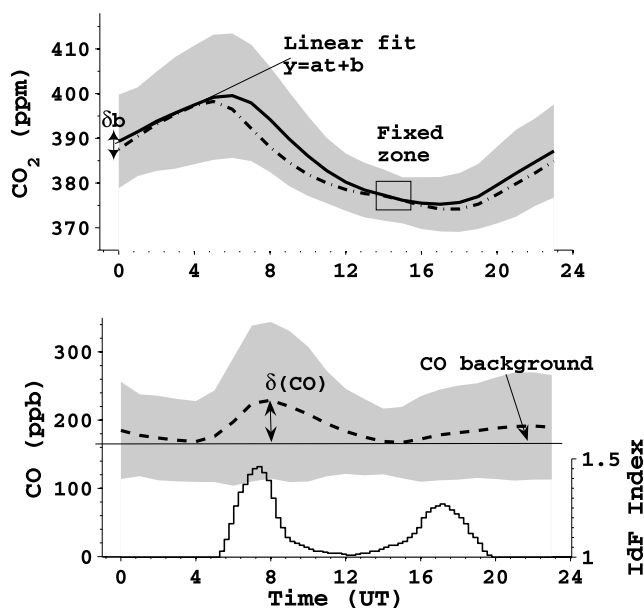 410
400
390
380
370
CO2 (ppm)
δb
Linear fit
y=at+b
Fixed
zone
0 4 8 12 16 20 24
300
200
100
0
CO (ppb)
δ(CO)
CO background
1.5
1
IdF Index
0 4 8 12 16 20 24
Time (UT)